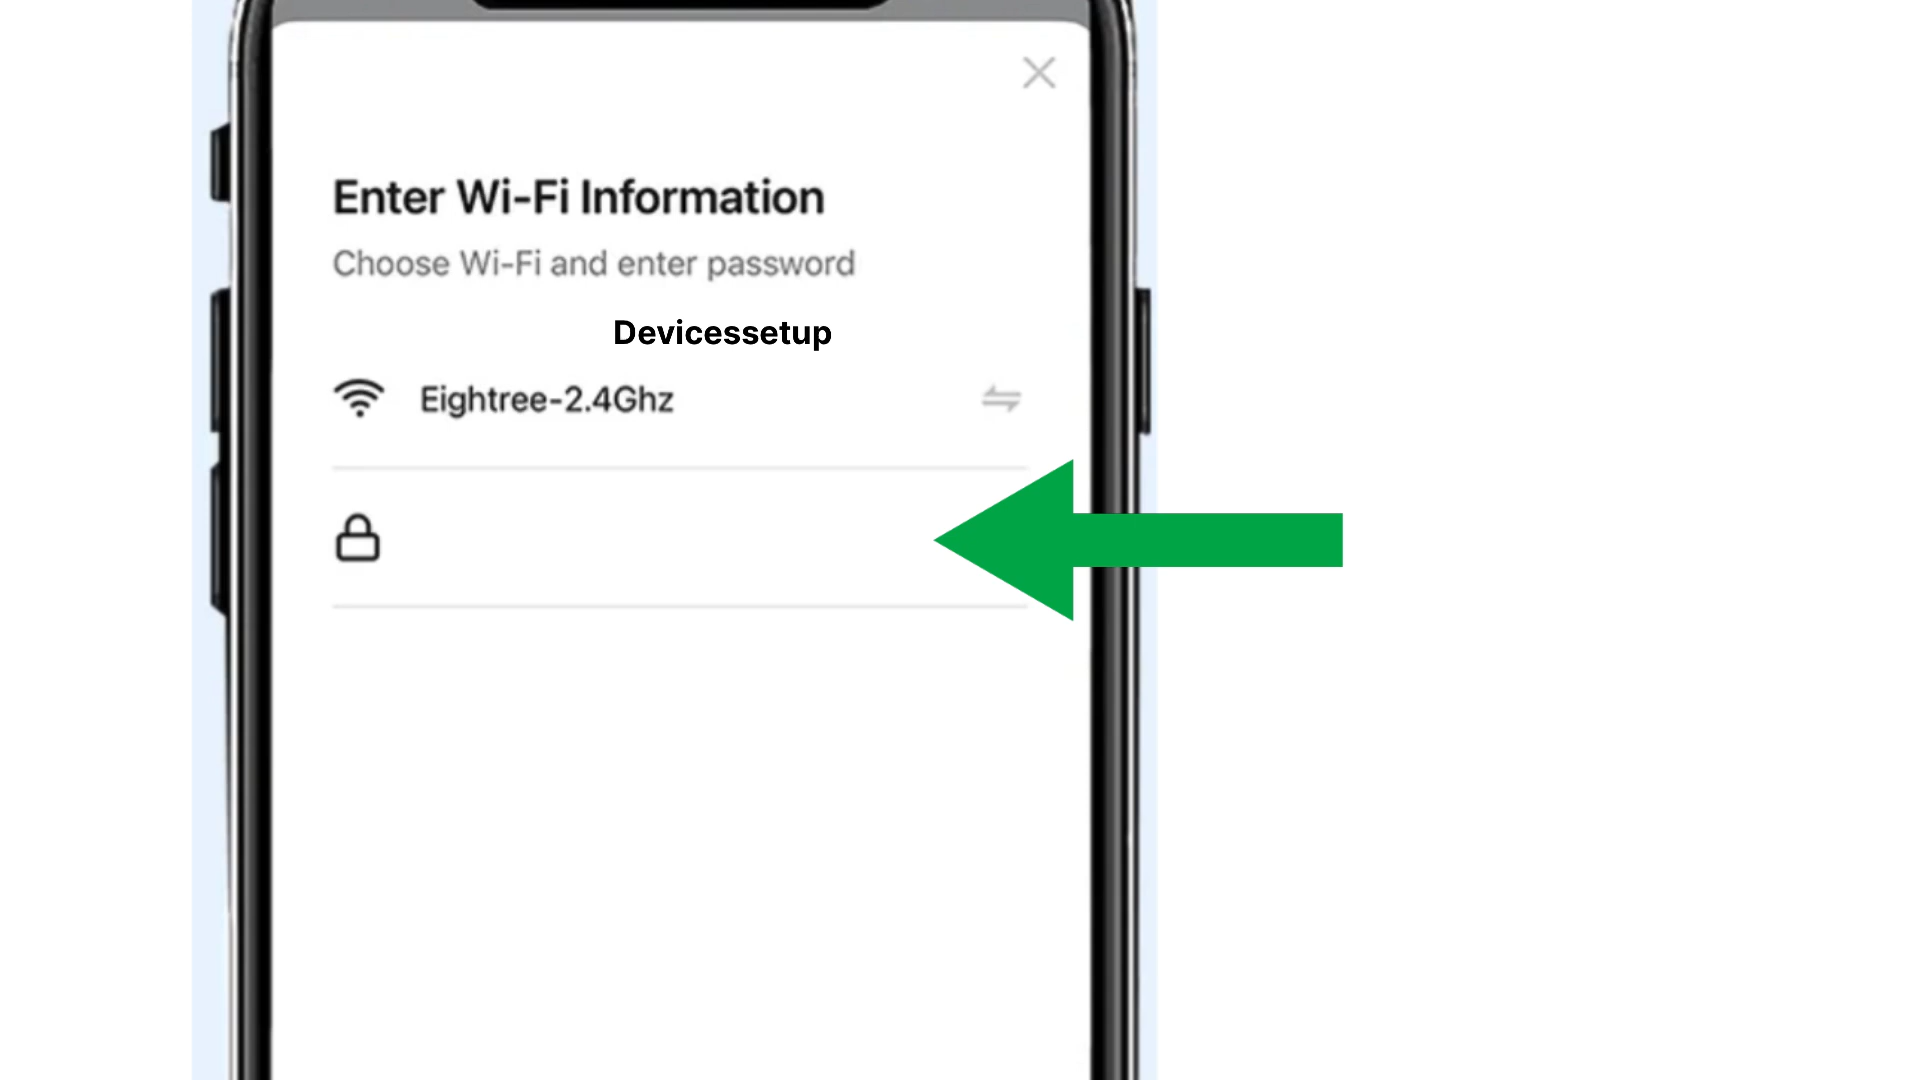 Enter Wi-Fi Information
Choose Wi-Fi and enter password
Devicessetup
Eightree-2.4Ghz